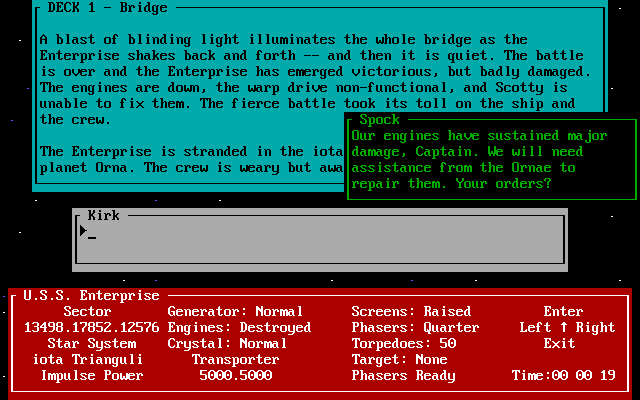 DECK 1 - Bridge
A blast of blinding light illuminates the whole bridge as the
Enterprise shakes back and forth -- and then it is quiet. The battle
is over and the Enterprise has emerged victorious, but badly damaged.
The engines are down, the warp drive non-functional, and Scotty is
unable to fix them. The fierce battle took its toll on the ship and
the crew.
The Enterprise is stranded in the iota
planet Orna. The crew is weary but awa
Spock
Our engines have sustained major
damage, Captain. We will need
assistance from the Ornae to
repair them. Your orders?
Kirk
U.S.S. Enterprise
Sector Generator: Normal Screens: Raised Enter
13498.17852.12576 Engines: Destroyed Phasers: Quarter Left ↑ Right
Star System Crystal: Normal Torpedoes: 50 Exit
iota Trianguli Transporter Target: None
Impulse Power 5000.5000 Phasers Ready Time:00 00 19